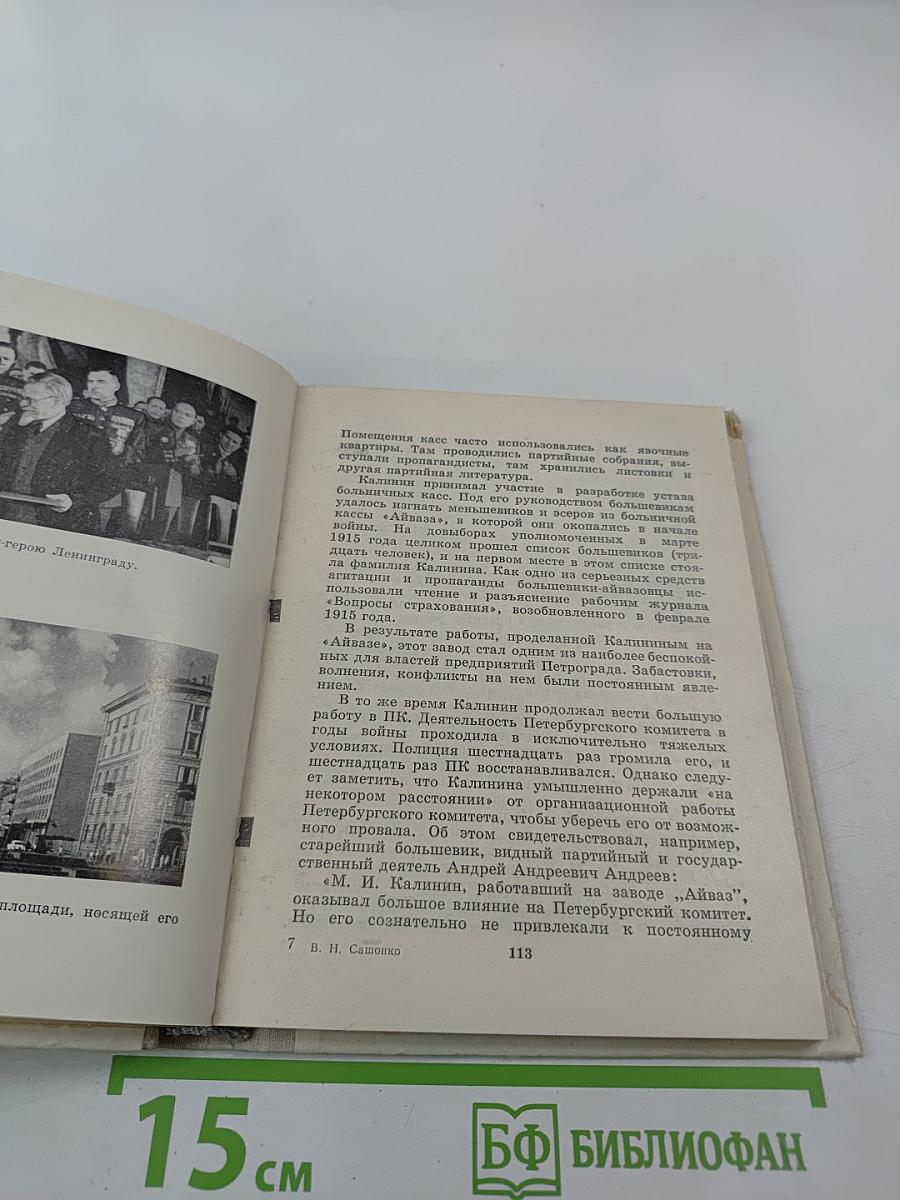 -герою Ленинграду.
площади, носящей его
Помещения касс часто использовались как явочные
квартиры. Там проводились партийные собрания, вы-
ступали пропагандисты, там хранились листовки и
другая партийная литература.
Калинин принимал участие в разработке устава
больничных касс. Под его руководством большевикам
удалось изгнать меньшевиков и эсеров из больничной
кассы «Айваза», в которой они окопались в начале
войны. На довыборах уполномоченных в марте
1915 года целиком прошел список большевиков (три-
дцать человек), и на первом месте в этом списке стоя-
ла фамилия Калинина. Как одно из серьезных средств
агитации и пропаганды большевики-айвазовцы ис-
пользовали чтение и разъяснение рабочим журнала
«Вопросы страхования», возобновленного в феврале
1915 года.
В результате работы, проделанной Калининым на
«Айвазе», этот завод стал одним из наиболее беспокой-
ных для властей предприятий Петрограда. Забастовки,
волнения, конфликты на нем были постоянным явле-
нием.
В то же время Калинин продолжал вести большую
работу в ПК. Деятельность Петербургского комитета в
годы войны проходила в исключительно тяжелых
условиях. Полиция шестнадцать раз громила его, и
шестнадцать раз ПК восстанавливался. Однако следу-
ет заметить, что Калинина умышленно держали «на
некотором расстоянии» от организационной работы
Петербургского комитета, чтобы уберечь его от возмож-
ного провала. Об этом свидетельствовал, например,
старейший большевик, видный партийный и государ-
ственный деятель Андрей Андреевич Андреев:
«М. И. Калинин, работавший на заводе „Айваз”,
оказывал большое влияние на Петербургский комитет.
Но его сознательно не привлекали к постоянному
7 В. Н. Сашонко 113
15 см БФ БИБЛИОФАН